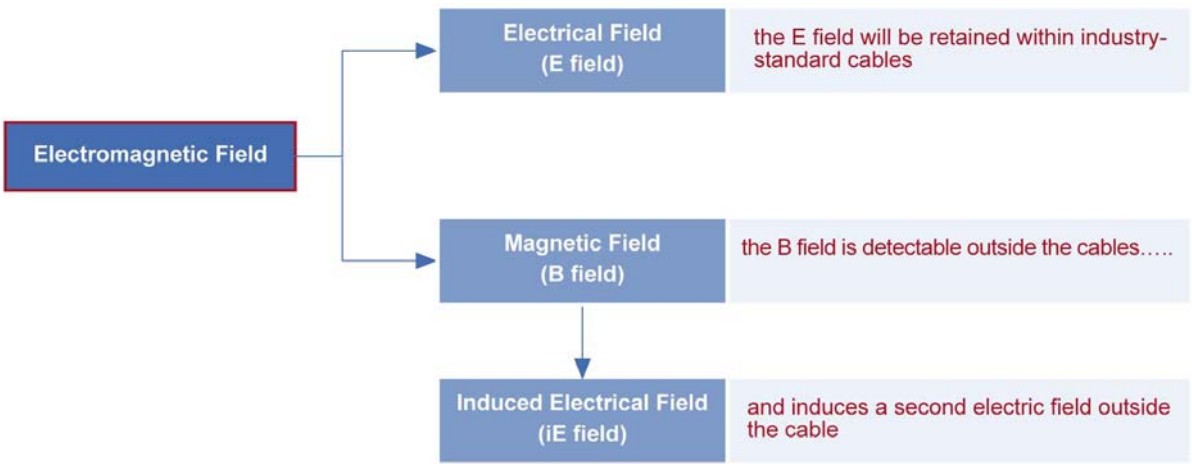 Electrical Field
(E field)
the E field will be retained within industry-
standard cables
Electromagnetic Field
Magnetic Field
(B field)
the B field is detectable outside the cables…..
Induced Electrical Field
(iE field)
and induces a second electric field outside
the cable